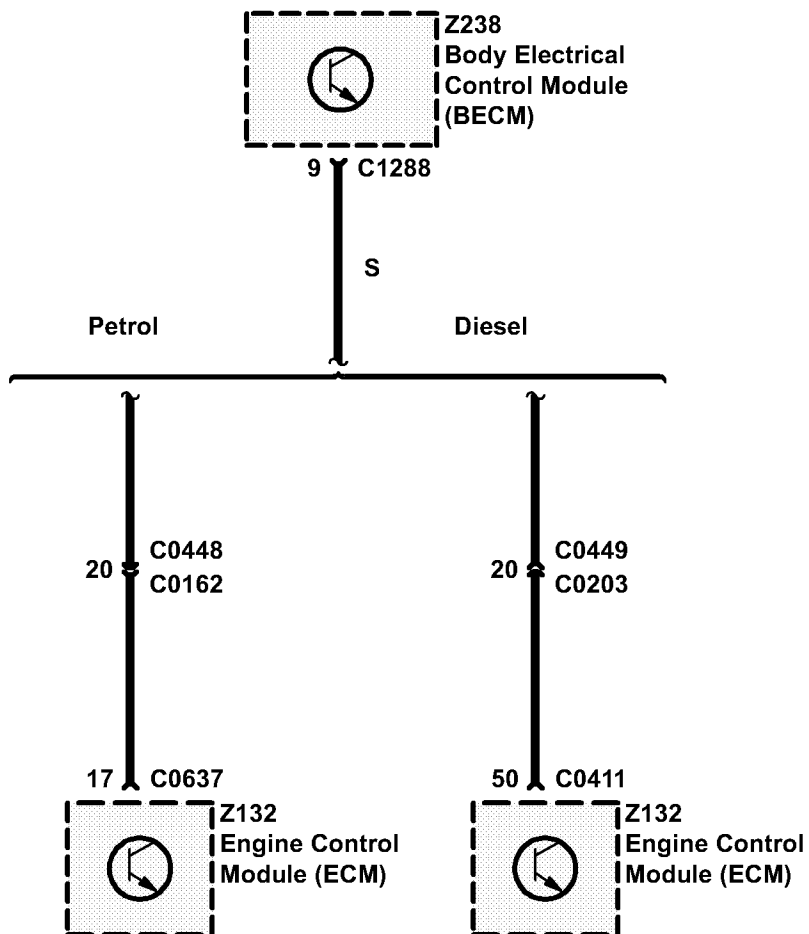 Z238
Body Electrical
Control Module
(BECM)
9 C1288
S
Petrol Diesel
C0448
20
C0162
C0449
20
C0203
17 C0637
50 C0411
Z132
Engine Control
Module (ECM)
Z132
Engine Control
Module (ECM)